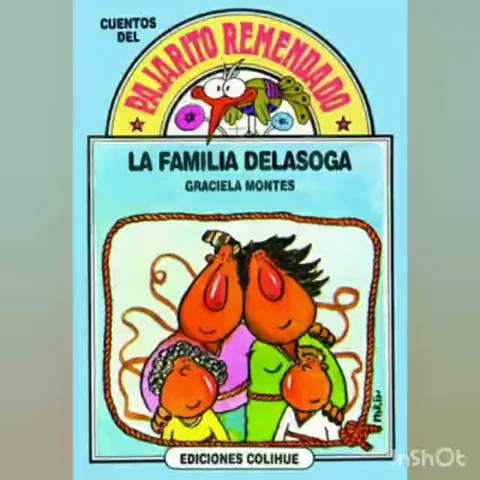 CUENTOS
DEL
PAJARITO REMENDADO
LA FAMILIA DELASOGA
GRACIELA MONTES
EDICIONES COLIHUE
InShOt